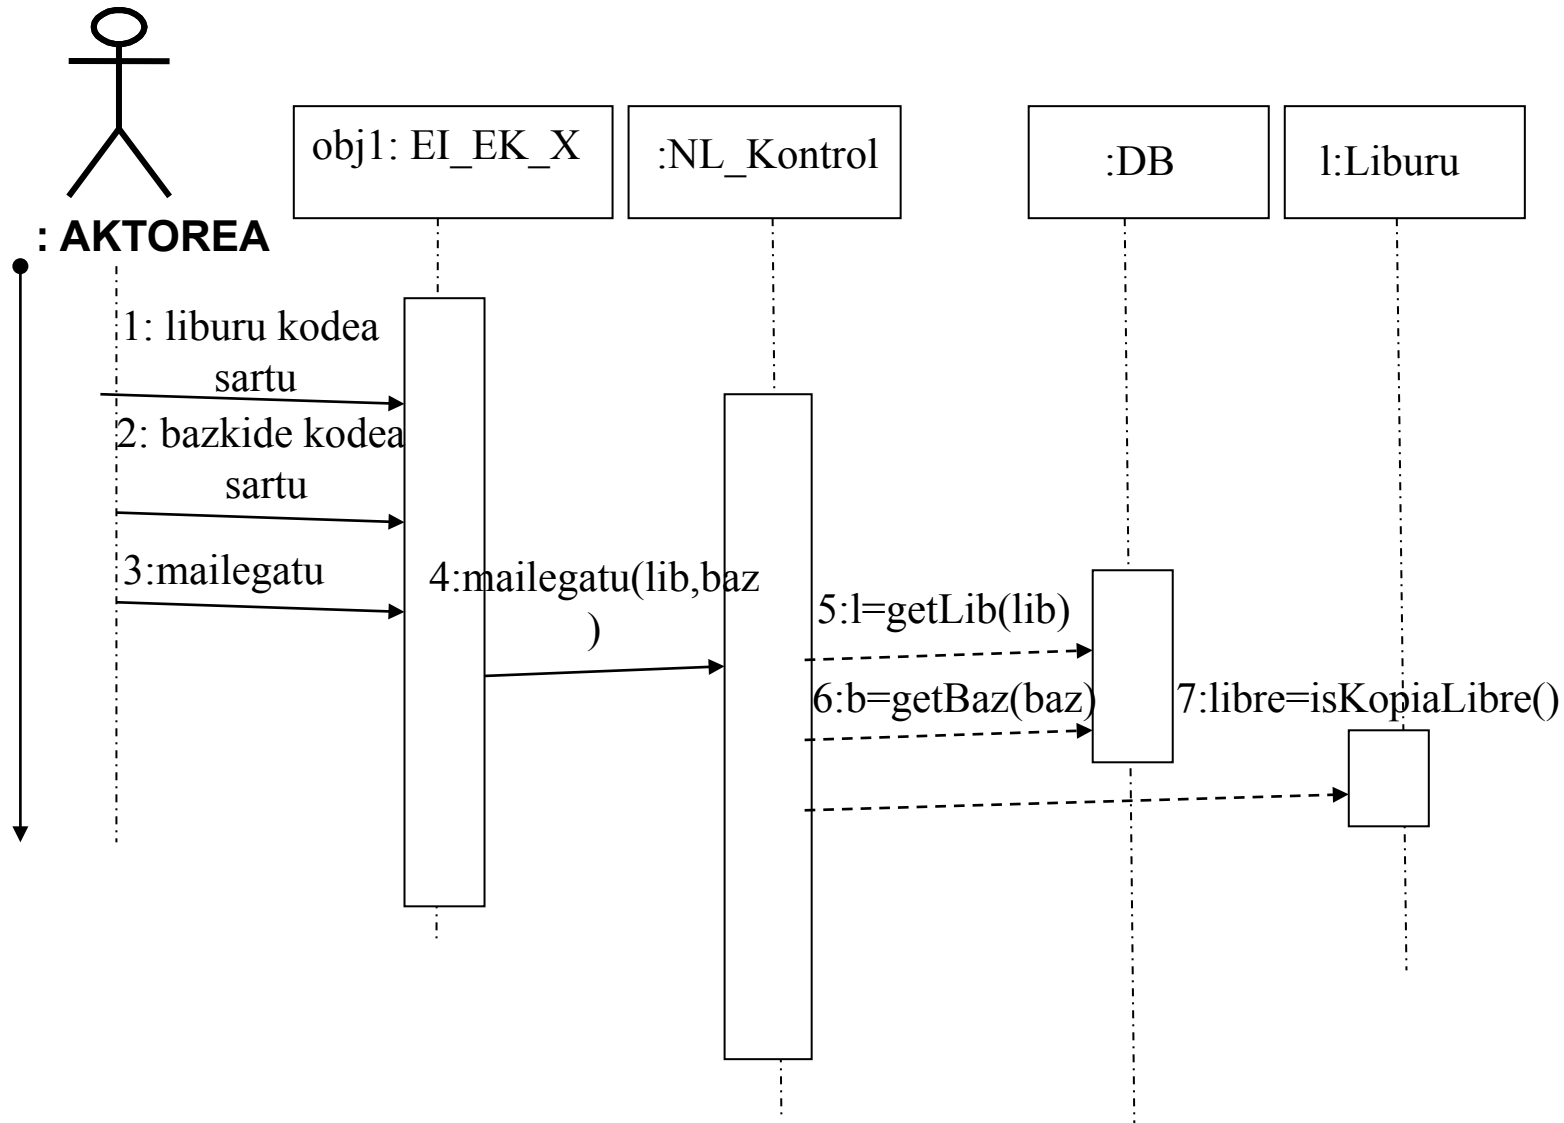 obj1: EI_EK_X
:NL_Kontrol
:DB
l:Liburu
: AKTOREA
1: liburu kodea
sartu
2: bazkide kodea
sartu
3:mailegatu
4:mailegatu(lib,baz
)
5:l=getLib(lib)
6:b=getBaz(baz)
7:libre=isKopiaLibre()